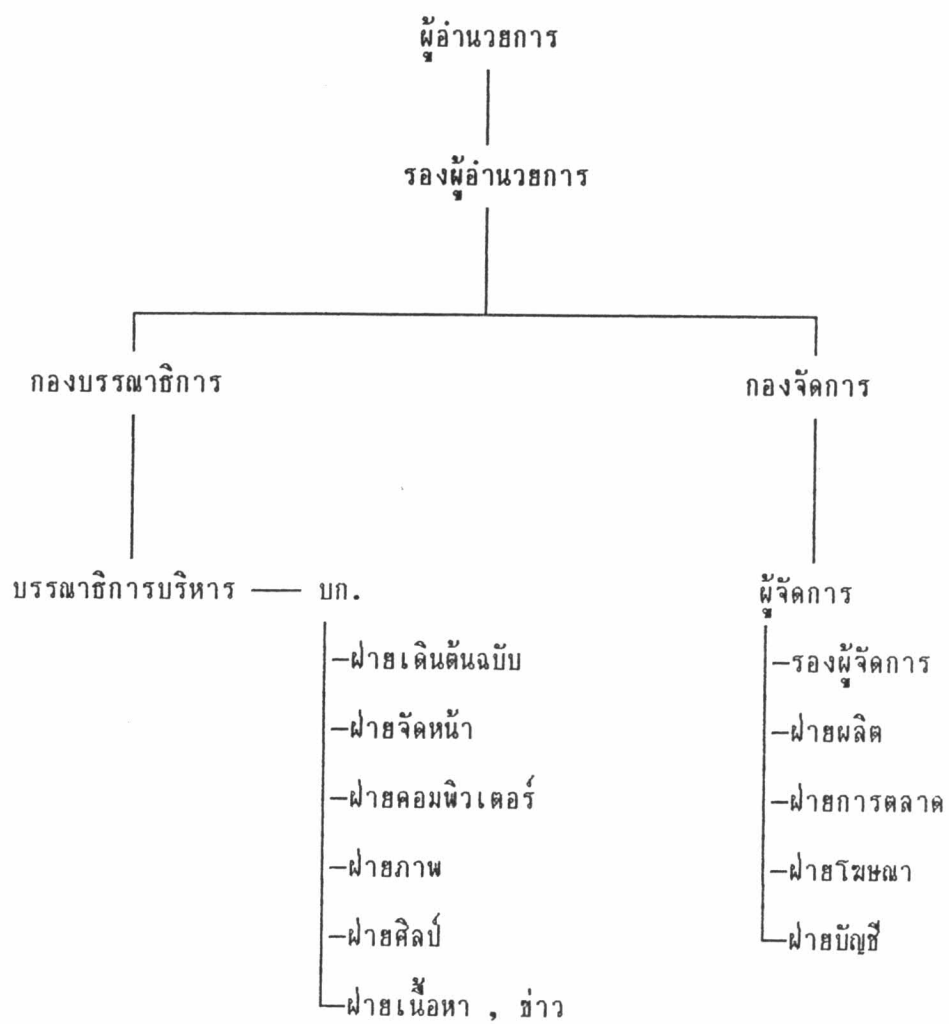 ผู้อำนวยการ
รองผู้อำนวยการ
กองบรรณาธิการ กองจัดการ
บรรณาธิการบริหาร — บก. ผู้จัดการ
-ฝ่ายเดินต้นฉบับ -รองผู้จัดการ
-ฝ่ายจัดหน้า -ฝ่ายผลิต
-ฝ่ายคอมพิวเตอร์ -ฝ่ายการตลาด
-ฝ่ายภาพ -ฝ่ายโฆษณา
-ฝ่ายศิลป์ -ฝ่ายบัญชี
-ฝ่ายเนื้อหา , ข่าว